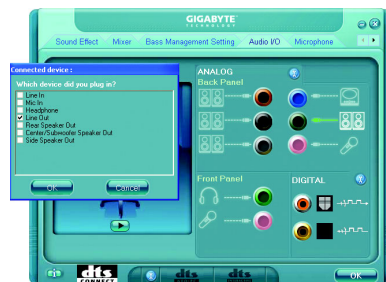 GIGABYTE
TECHNOLOGY
Sound Effect Mixer Bass Management Setting Audio I/O Microphone
Connected device :
Which device did you plug in?
Line In
Mic In
Headphone
Line Out
Rear Speaker Out
Center/Subwoofer Speaker Out
Side Speaker Out
OK Cancel
ANALOG
Back Panel
Front Panel
DIGITAL
dts
CONNECT
dts
dts
OK